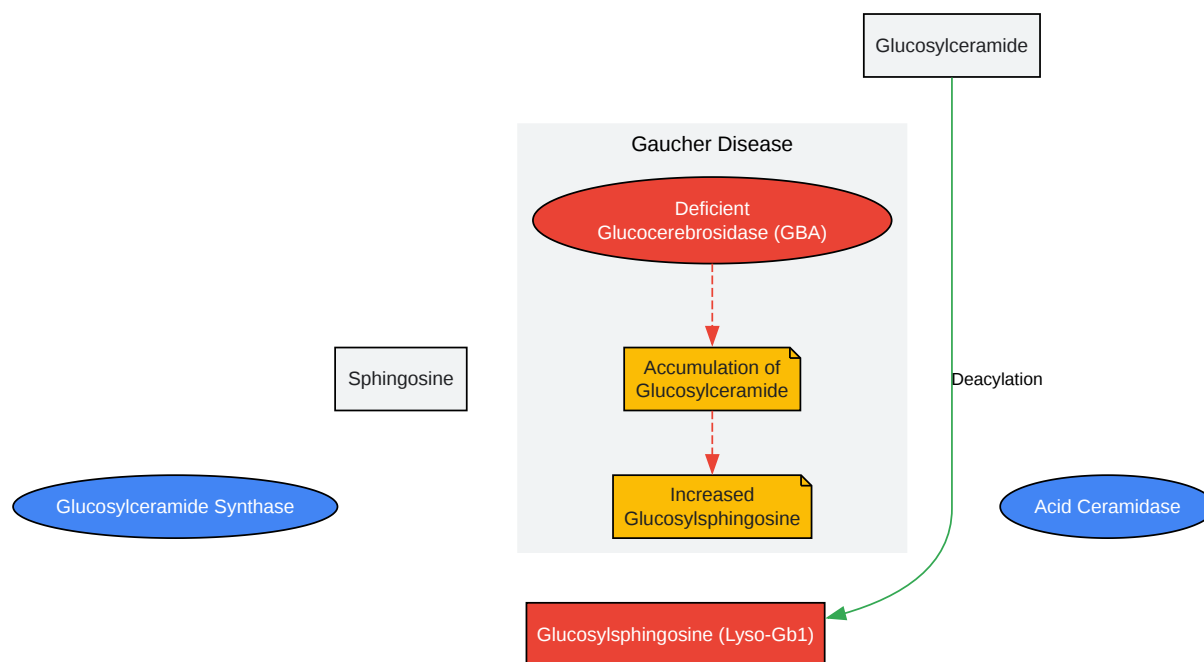 Glucosylceramide
Gaucher Disease
Deficient
Glucocerebrosidase (GBA)
Sphingosine
Accumulation of
Glucosylceramide
Deacylation
Glucosylceramide Synthase
Increased
Glucosylsphingosine
Acid Ceramidase
Glucosylsphingosine (Lyso-Gb1)